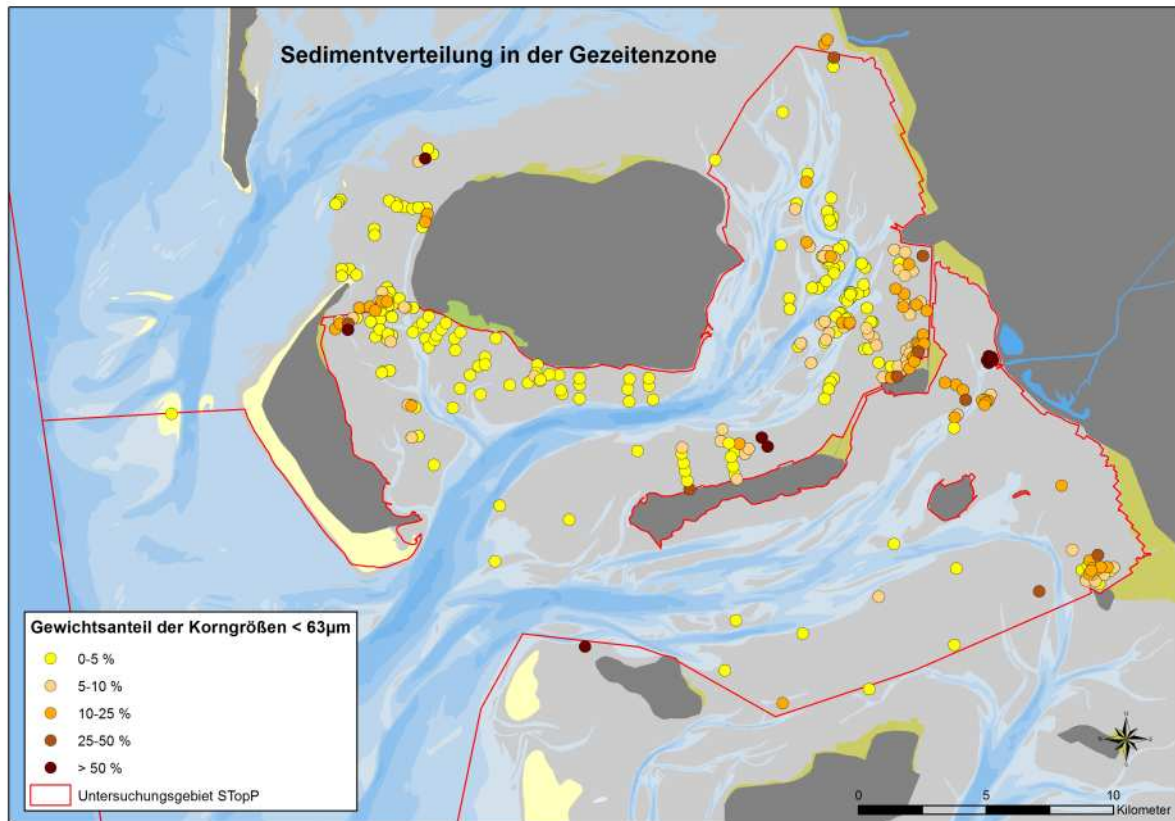 Sedimentverteilung in der Gezeitenzone
Gewichtsanteil der Korngrößen < 63µm
0-5 %
5-10 %
10-25 %
25-50 %
> 50 %
Untersuchungsgebiet STopP
0 5 10
Kilometer